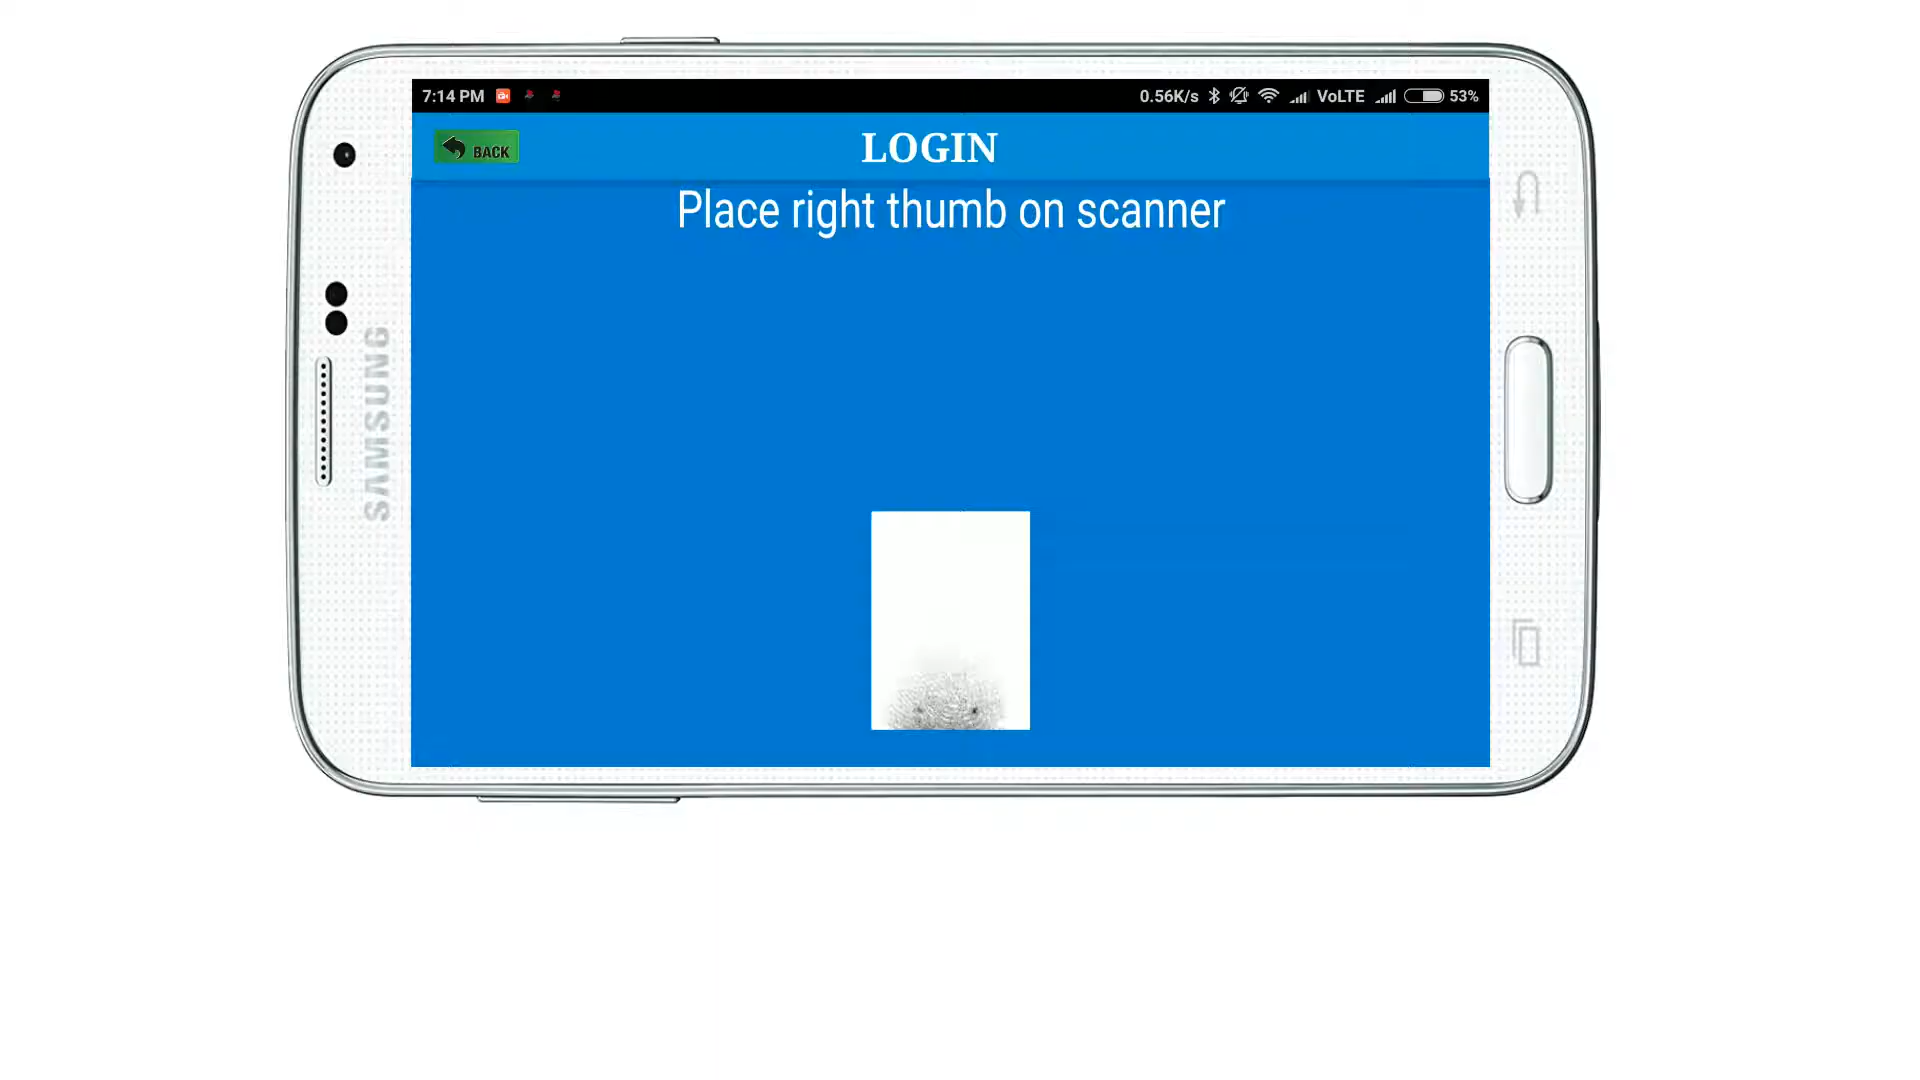 7:14 PM 0.56K/s VoLTE 53%
BACK
LOGIN
Place right thumb on scanner
SAMSUNG